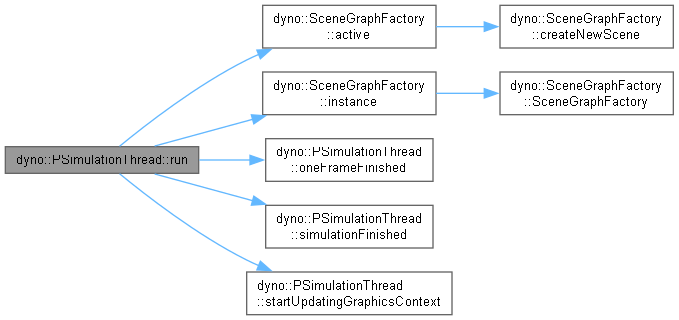 dyno::SceneGraphFactory
::active
dyno::SceneGraphFactory
::createNewScene
dyno::SceneGraphFactory
::instance
dyno::SceneGraphFactory
::SceneGraphFactory
dyno::PSimulationThread::run
dyno::PSimulationThread
::oneFrameFinished
dyno::PSimulationThread
::simulationFinished
dyno::PSimulationThread
::startUpdatingGraphicsContext